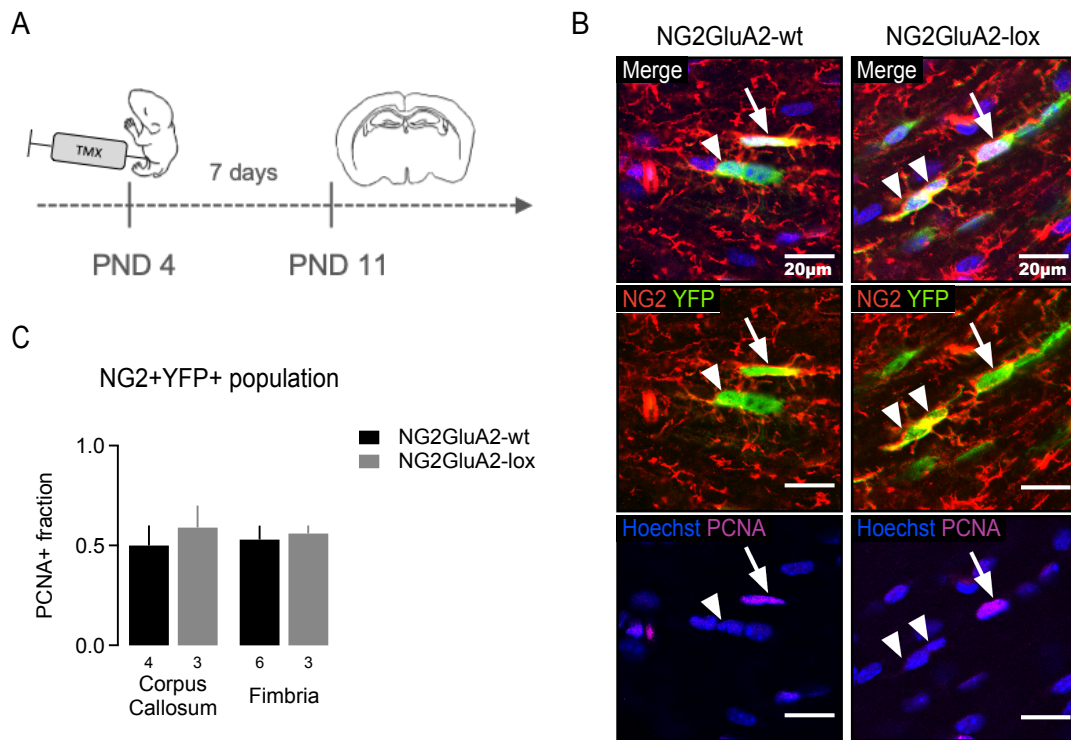 A
TMX
7 days
PND 4
PND 11
B
NG2GluA2-wt
NG2GluA2-lox
Merge
Merge
20µm
20µm
NG2 YFP
NG2 YFP
Hoechst PCNA
Hoechst PCNA
C
NG2+YFP+ population
NG2GluA2-wt
NG2GluA2-lox
PCNA+ fraction
1.0
0.5
0.0
4
3
6
3
Corpus
Callosum
Fimbria